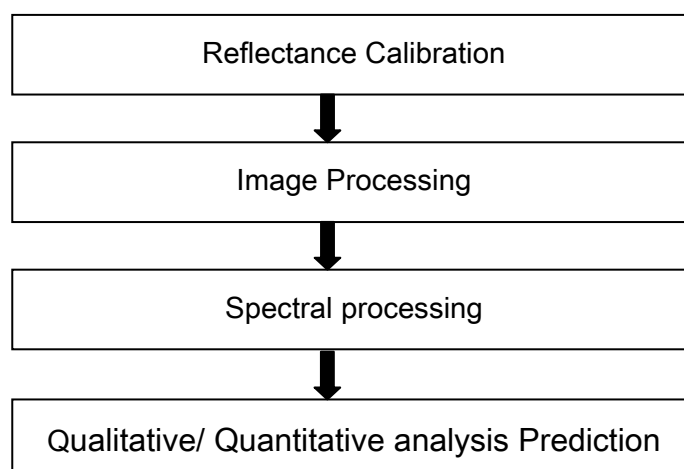 Reflectance Calibration
Image Processing
Spectral processing
Qualitative/ Quantitative analysis Prediction